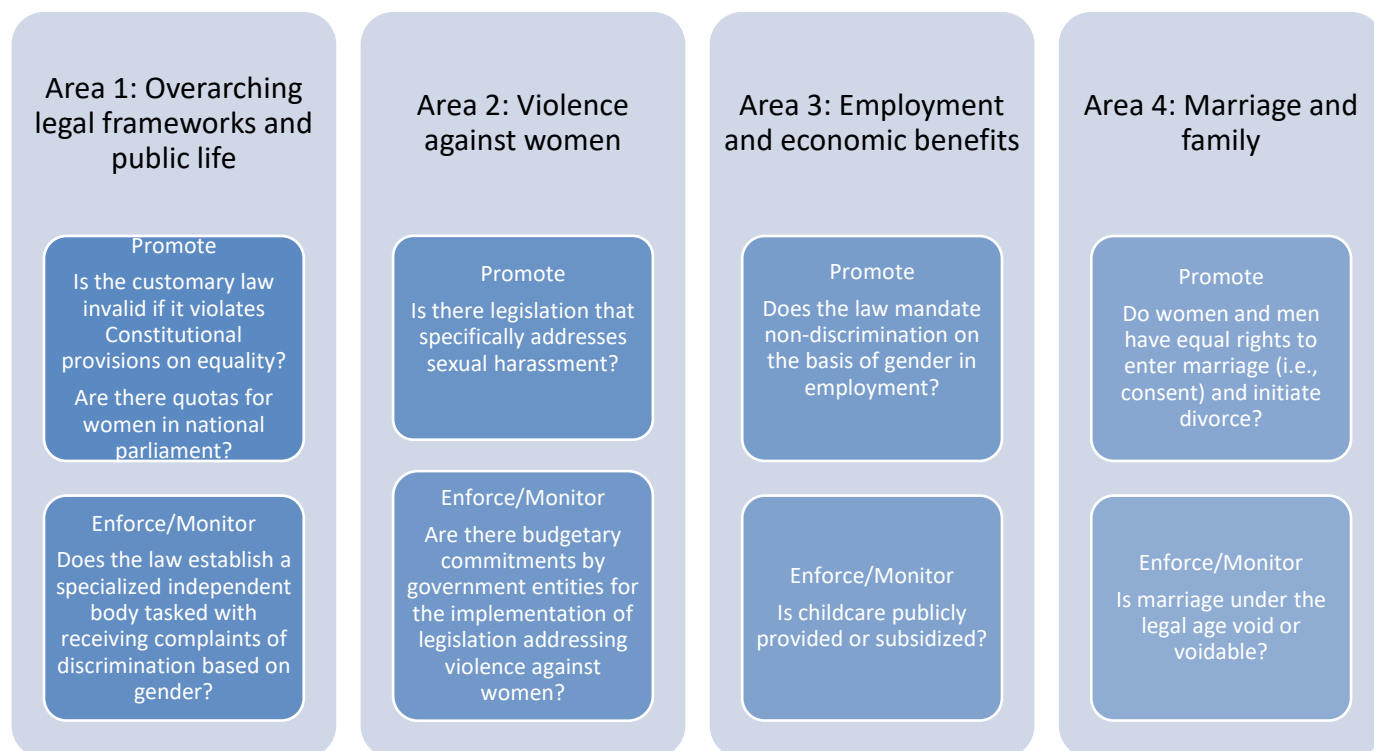 Area 1: Overarching
legal frameworks and
public life
Promote
Is the customary law
invalid if it violates
Constitutional
provisions on equality?
Are there quotas for
women in national
parliament?
Enforce/Monitor
Does the law establish a
specialized independent
body tasked with
receiving complaints of
discrimination based on
gender?
Area 2: Violence
against women
Promote
Is there legislation that
specifically addresses
sexual harassment?
Enforce/Monitor
Are there budgetary
commitments by
government entities for
the implementation of
legislation addressing
violence against
women?
Area 3: Employment
and economic benefits
Promote
Does the law mandate
non-discrimination on
the basis of gender in
employment?
Enforce/Monitor
Is childcare publicly
provided or subsidized?
Area 4: Marriage and
family
Promote
Do women and men
have equal rights to
enter marriage (i.e.,
consent) and initiate
divorce?
Enforce/Monitor
Is marriage under the
legal age void or
voidable?